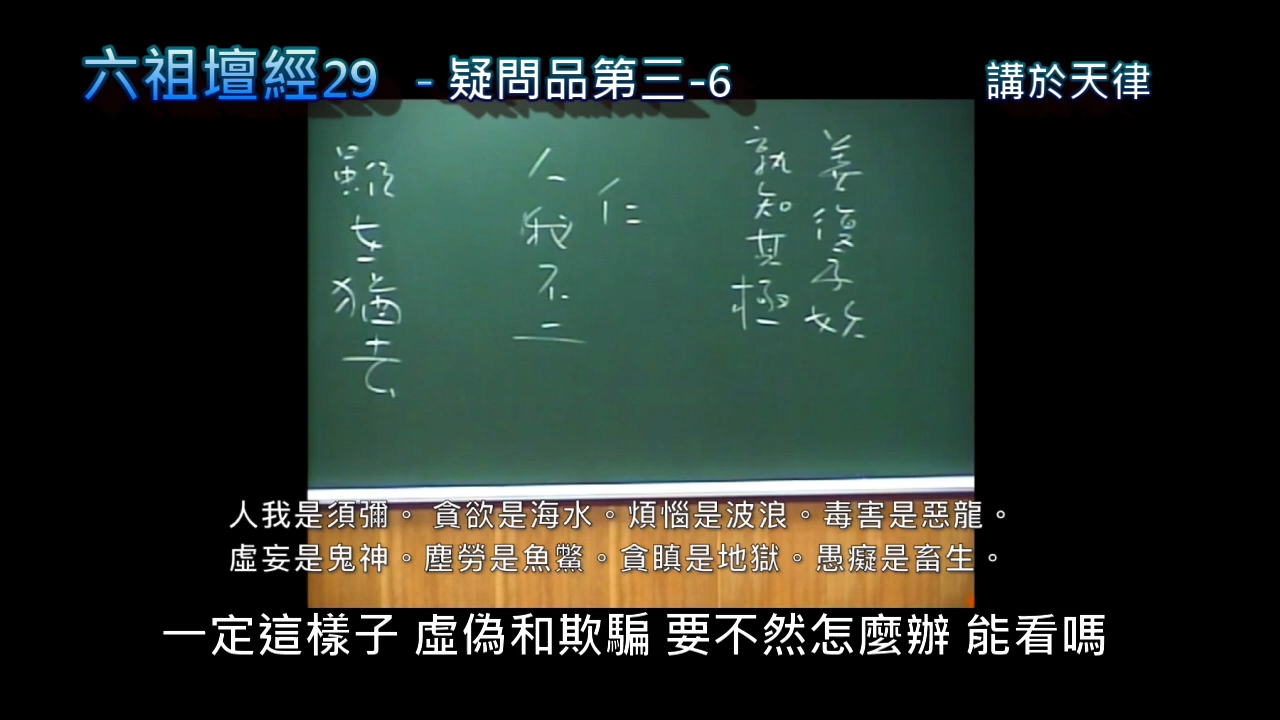 六祖壇經29 - 疑問品第三-6
講於天律
善復為妖
孰知其極
仁
人我不二
人我是須彌。貪欲是海水。煩惱是波浪。毒害是惡龍。
虛妄是鬼神。塵勞是魚鱉。貪瞋是地獄。愚癡是畜生。
一定這樣子 虛偽和欺騙 要不然怎麼辦 能看嗎